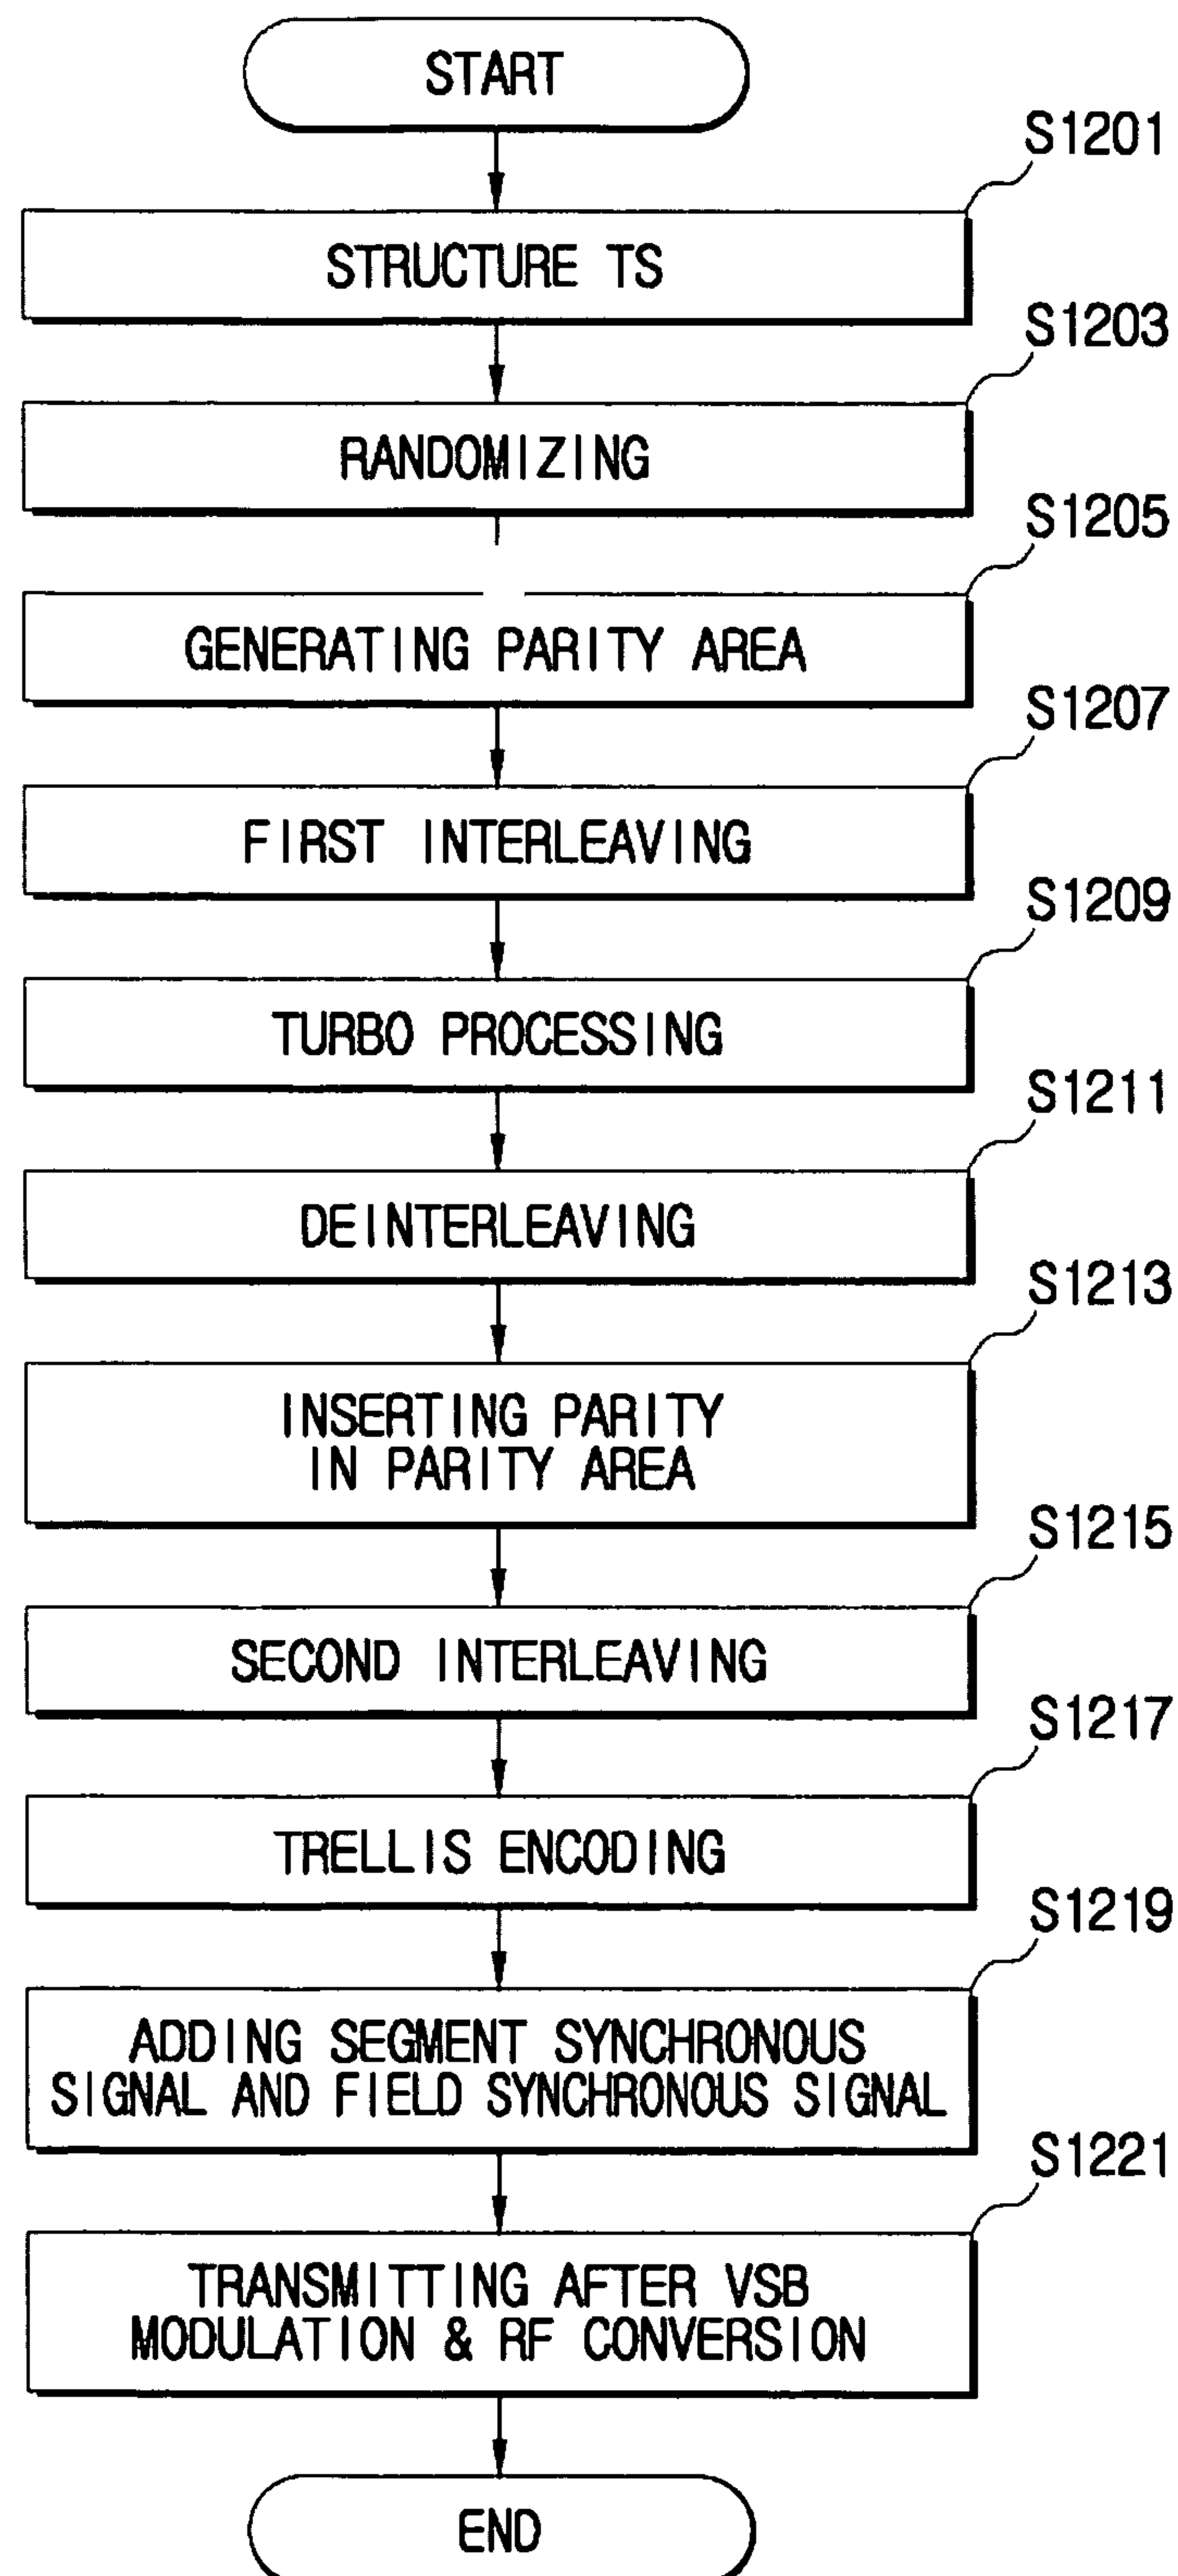 START
S1201
STRUCTURE TS
S1203
RANDOMIZING
S1205
GENERATING PARITY AREA
S1207
FIRST INTERLEAVING
S1209
TURBO PROCESSING
S1211
DEINTERLEAVING
S1213
INSERTING PARITY
IN PARITY AREA
S1215
SECOND INTERLEAVING
S1217
TRELLIS ENCODING
S1219
ADDING SEGMENT SYNCHRONOUS
SIGNAL AND FIELD SYNCHRONOUS SIGNAL
S1221
TRANSMITTING AFTER VSB
MODULATION & RF CONVERSION
END